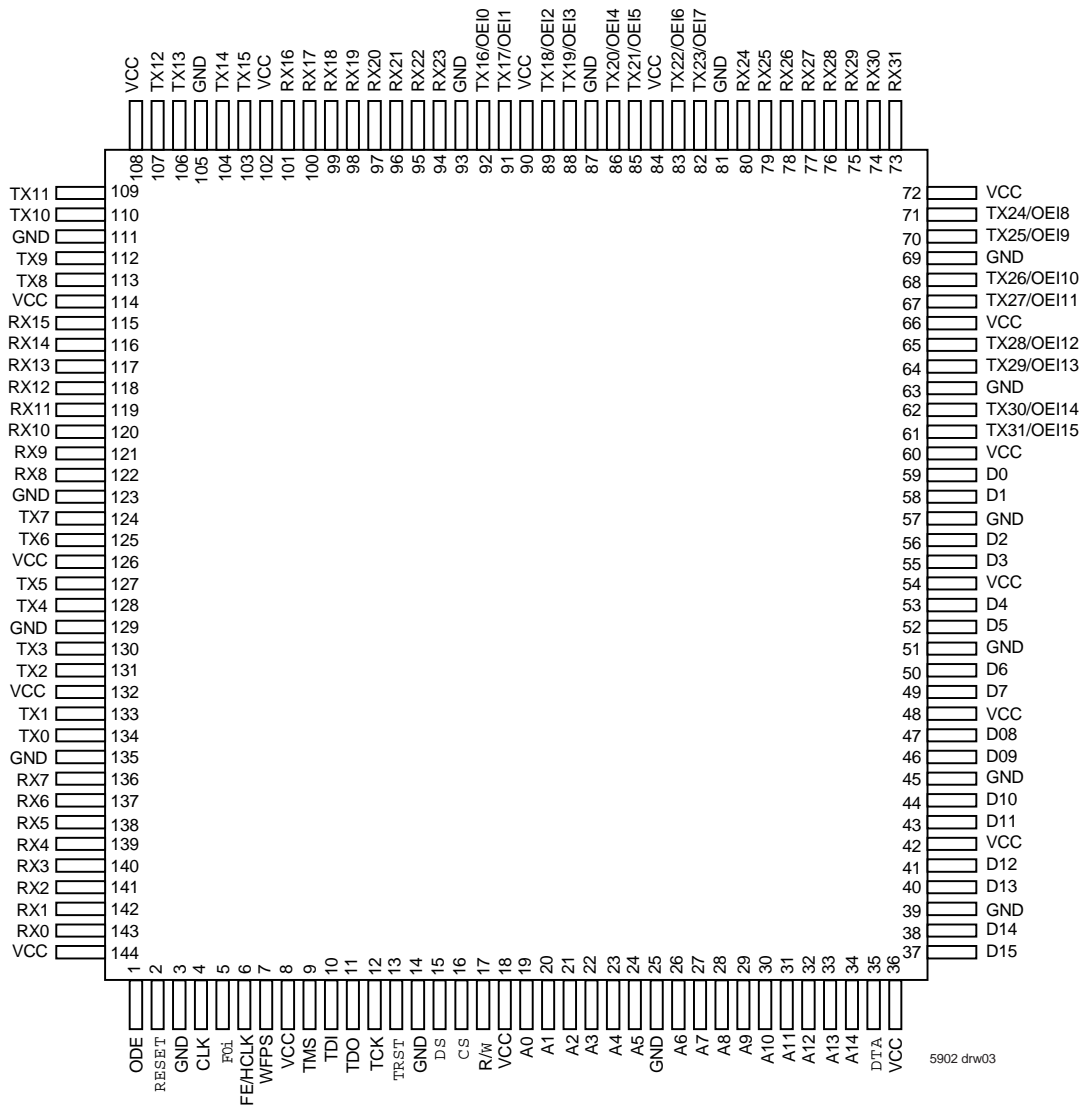 VCC
TX12
TX13
GND
TX14
TX15
VCC
RX16
RX17
RX18
RX19
RX20
RX21
RX22
RX23
GND
TX16/OEI0
TX17/OEI1
VCC
TX18/OEI2
TX19/OEI3
GND
TX20/OEI4
TX21/OEI5
VCC
TX22/OEI6
TX23/OEI7
GND
RX24
RX25
RX26
RX27
RX28
RX29
RX30
RX31
108
107
106
105
104
103
102
101
100
99
98
97
96
95
94
93
92
91
90
89
88
87
86
85
84
83
82
81
80
79
78
77
76
75
74
73
TX11 109
TX10 110
GND 111
TX9 112
TX8 113
VCC 114
RX15 115
RX14 116
RX13 117
RX12 118
RX11 119
RX10 120
RX9 121
RX8 122
GND 123
TX7 124
TX6 125
VCC 126
TX5 127
TX4 128
GND 129
TX3 130
TX2 131
VCC 132
TX1 133
TX0 134
GND 135
RX7 136
RX6 137
RX5 138
RX4 139
RX3 140
RX2 141
RX1 142
RX0 143
VCC 144
72 VCC
71 TX24/OEI8
70 TX25/OEI9
69 GND
68 TX26/OEI10
67 TX27/OEI11
66 VCC
65 TX28/OEI12
64 TX29/OEI13
63 GND
62 TX30/OEI14
61 TX31/OEI15
60 VCC
59 D0
58 D1
57 GND
56 D2
55 D3
54 VCC
53 D4
52 D5
51 GND
50 D6
49 D7
48 VCC
47 D08
46 D09
45 GND
44 D10
43 D11
42 VCC
41 D12
40 D13
39 GND
38 D14
37 D15
1
2
3
4
5
6
7
8
9
10
11
12
13
14
15
16
17
18
19
20
21
22
23
24
25
26
27
28
29
30
31
32
33
34
35
36
ODE
RESET
GND
CLK
F0i
FE/HCLK
WFPS
VCC
TMS
TDI
TDO
TCK
TRST
GND
DS
CS
R/W
VCC
A0
A1
A2
A3
A4
A5
GND
A6
A7
A8
A9
A10
A11
A12
A13
A14
DTA
VCC
5902 drw03